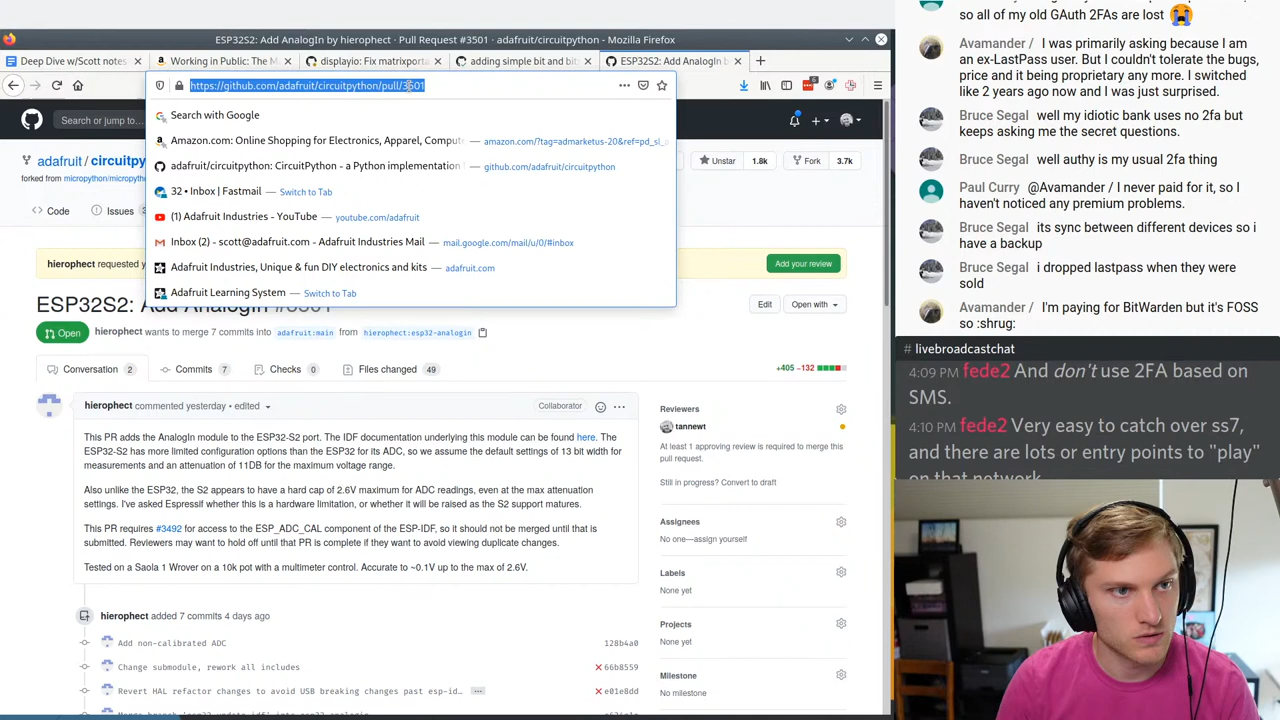 ESP32S2: Add AnalogIn by hierophect · Pull Request #3501 · adafruit/circuitpython - Mozilla Firefox
Deep Dive w/Scott notes
Working in Public: The M
displayio: Fix matrixporta
adding simple bit and bit
ESP32S2: Add AnalogIn by
https://github.com/adafruit/circuitpython/pull/3501
Search with Google
Amazon.com: Online Shopping for Electronics, Apparel, Compute — amazon.com/?tag=admarketus-20&ref=pd_sl_a
adafruit/circuitpython: CircuitPython - a Python implementation — github.com/adafruit/circuitpython
32 • Inbox | Fastmail — Switch to Tab
(1) Adafruit Industries - YouTube — youtube.com/adafruit
Inbox (2) - scott@adafruit.com - Adafruit Industries Mail — mail.google.com/mail/u/0/#inbox
Adafruit Industries, Unique & fun DIY electronics and kits — adafruit.com
Adafruit Learning System — Switch to Tab
Search or jump to
adafruit / circuitpy
forked from micropython/micropyth
Unstar 1.8k Fork 3.7k
Code Issues
hierophect requested y
Add your review
ESP32S2: Add AnalogIn #3501
Edit Open with
Open hierophect wants to merge 7 commits into adafruit:main from hierophect:esp32-analogin
Conversation 2 Commits 7 Checks 0 Files changed 49 +405 −132
hierophect commented yesterday • edited Collaborator
This PR adds the AnalogIn module to the ESP32-S2 port. The IDF documentation underlying this module can be found here. The
ESP32-S2 has more limited configuration options than the ESP32 for its ADC, so we assume the default settings of 13 bit width for
measurements and an attenuation of 11DB for the maximum voltage range.
Also unlike the ESP32, the S2 appears to have a hard cap of 2.6V maximum for ADC readings, even at the max attenuation
settings. I've asked Espressif whether this is a hardware limitation, or whether it will be raised as the S2 support matures.
This PR requires #3492 for access to the ESP_ADC_CAL component of the ESP-IDF, so it should not be merged until that is
submitted. Reviewers may want to hold off until that PR is complete if they want to avoid viewing duplicate changes.
Tested on a Saola 1 Wrover on a 10k pot with a multimeter control. Accurate to ~0.1V up to the max of 2.6V.
hierophect added 7 commits 4 days ago
Add non-calibrated ADC 128b4a0
Change submodule, rework all includes 66b8559
Revert HAL refactor changes to avoid USB breaking changes past esp-id… e01e8dd
Reviewers
tannewt
At least 1 approving review is required to merge this
pull request.
Still in progress? Convert to draft
Assignees
No one—assign yourself
Labels
None yet
Projects
None yet
Milestone
No milestone
so all of my old GAuth 2FAs are lost
Avamander / I was primarily asking because I am
an ex-LastPass user. But I couldn't tolerate the bugs,
price and it being proprietary any more. I switched
like 2 years ago now and I was just surprised.
Bruce Segal well my idiotic bank uses no 2fa but
keeps asking me the secret questions.
Bruce Segal well authy is my usual 2fa thing
Paul Curry @Avamander / I never paid for it, so I
haven't noticed any premium problems.
Bruce Segal its sync between different devices so i
have a backup
Bruce Segal i dropped lastpass when they were
sold
Avamander / I'm paying for BitWarden but it's FOSS
so :shrug:
# livebroadcastchat
4:09 PM fede2 And don't use 2FA based on
SMS.
4:10 PM fede2 Very easy to catch over ss7,
and there are lots or entry points to "play"
on that network